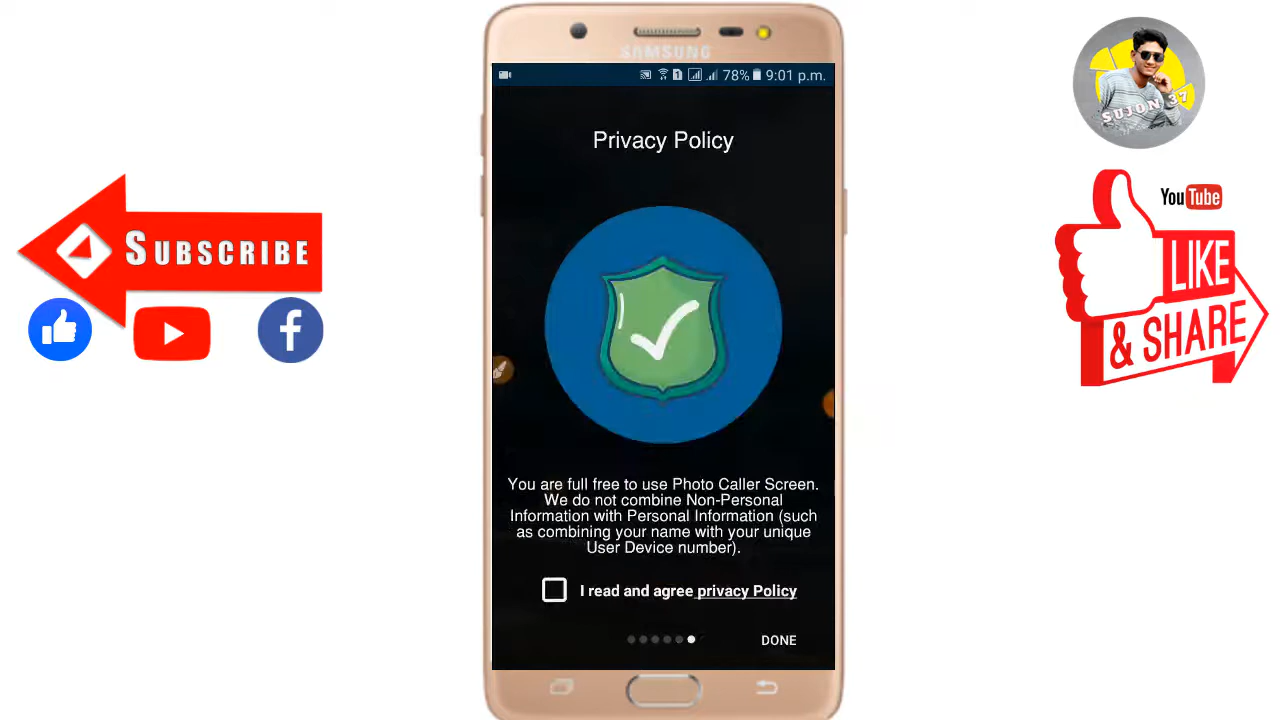 SAMSUNG
78% 9:01 p.m.
Privacy Policy
You are full free to use Photo Caller Screen.
We do not combine Non-Personal
Information with Personal Information (such
as combining your name with your unique
User Device number).
I read and agree privacy Policy
DONE
SUBSCRIBE
SUJON 37
YouTube
LIKE
& SHARE